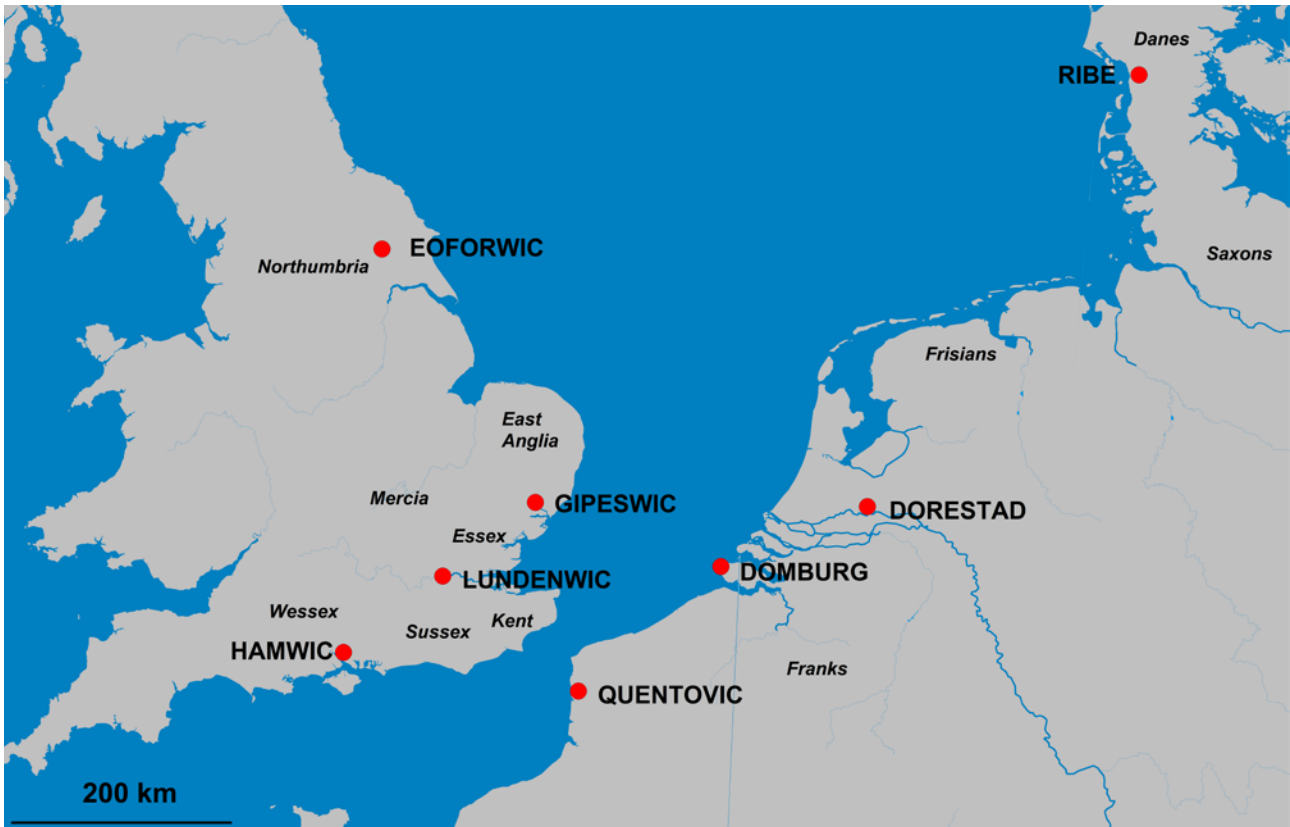 Danes
RIBE
EOFORWIC
Northumbria
Saxons
Frisians
East
Anglia
Mercia
GIPESWIC
DORESTAD
Essex
LUNDENWIC
DOMBURG
Wessex
Kent
Sussex
HAMWIC
Franks
QUENTOVIC
200 km